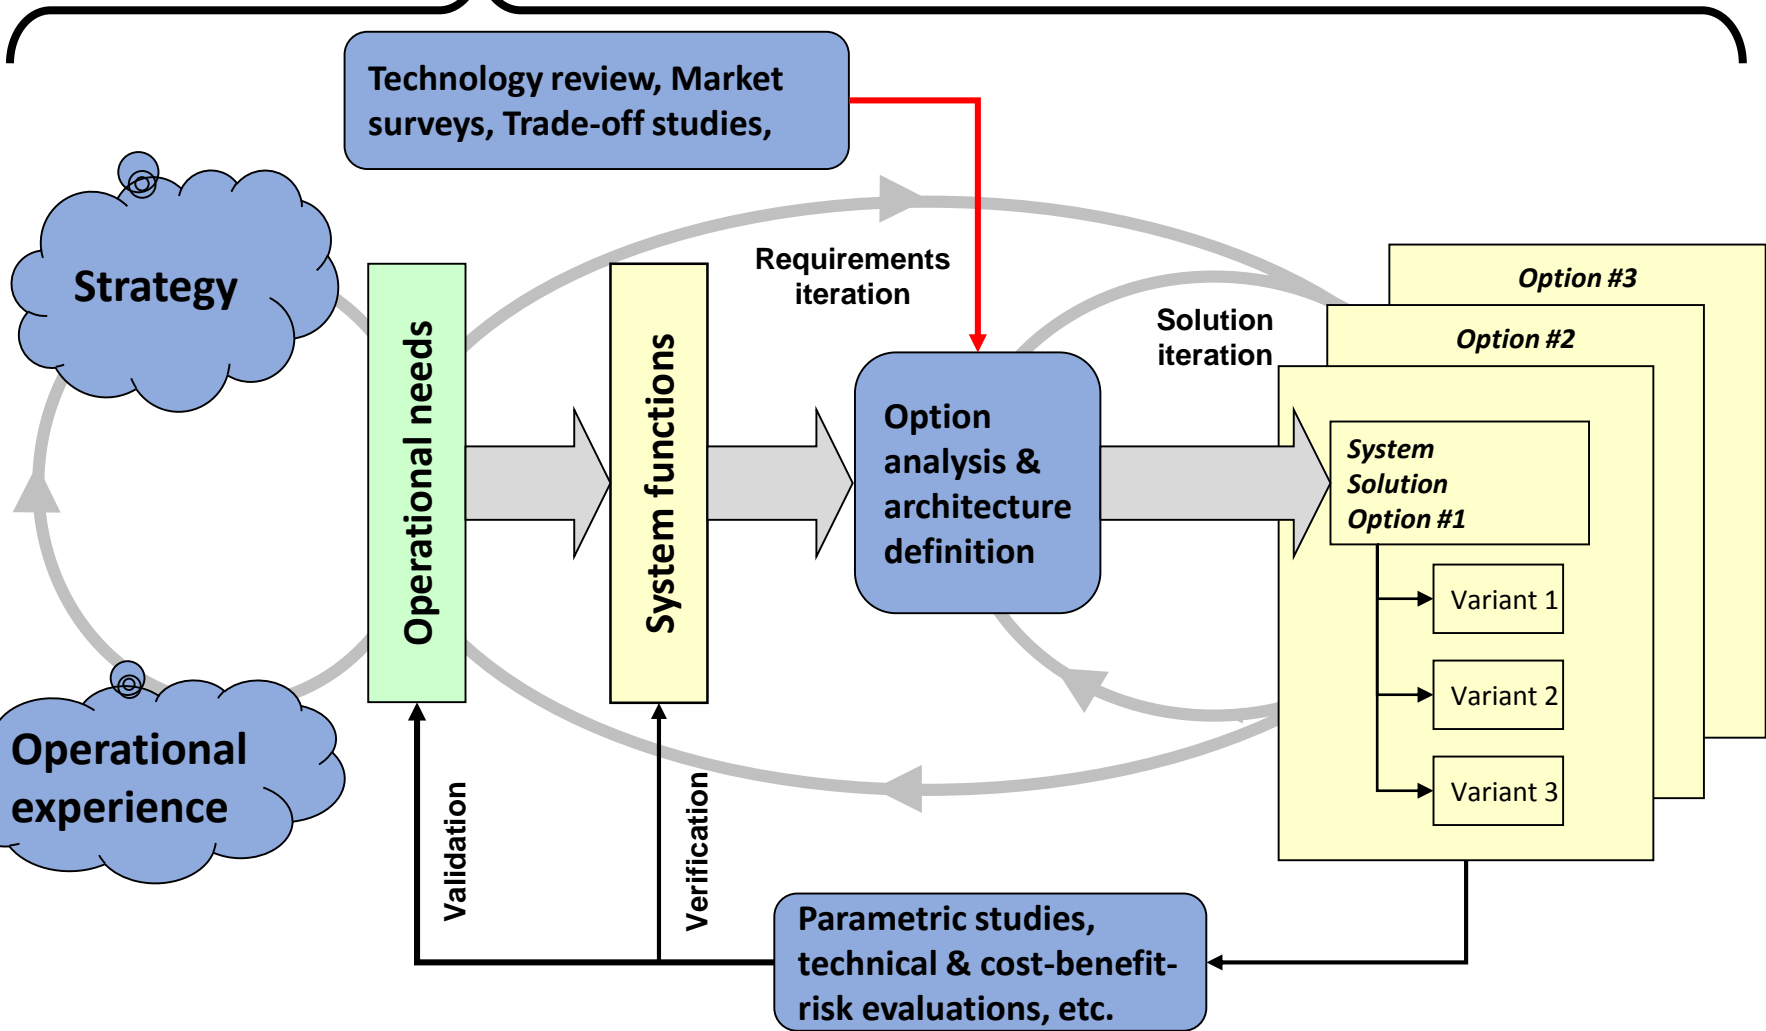 Technology review, Market
surveys, Trade-off studies,
Strategy
Requirements
iteration
Solution
iteration
Option #3
Option #2
Operational needs
System functions
Option
analysis &
architecture
definition
System
Solution
Option #1
Variant 1
Variant 2
Variant 3
Operational
experience
Validation
Verification
Parametric studies,
technical & cost-benefit-
risk evaluations, etc.